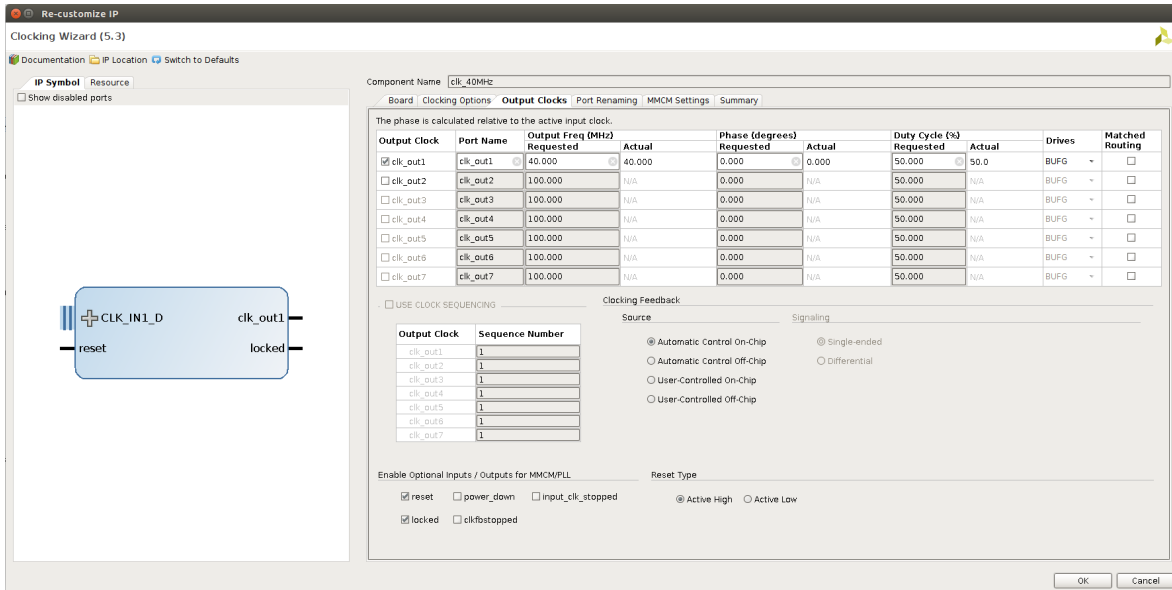 Re-customize IP
Clocking Wizard (5.3)
Documentation IP Location Switch to Defaults
IP Symbol Resource
Show disabled ports
CLK_IN1_D clk_out1
reset locked
Component Name clk_40MHz
Board Clocking Options Output Clocks Port Renaming MMCM Settings Summary
The phase is calculated relative to the active input clock.
Output Clock Port Name Output Freq (MHz) Phase (degrees) Duty Cycle (%) Drives Matched Routing
Requested Actual Requested Actual Requested Actual
clk_out1 clk_out1 40.000 40.000 0.000 0.000 50.000 50.0 BUFG
clk_out2 clk_out2 100.000 N/A 0.000 N/A 50.000 N/A BUFG
clk_out3 clk_out3 100.000 N/A 0.000 N/A 50.000 N/A BUFG
clk_out4 clk_out4 100.000 N/A 0.000 N/A 50.000 N/A BUFG
clk_out5 clk_out5 100.000 N/A 0.000 N/A 50.000 N/A BUFG
clk_out6 clk_out6 100.000 N/A 0.000 N/A 50.000 N/A BUFG
clk_out7 clk_out7 100.000 N/A 0.000 N/A 50.000 N/A BUFG
USE CLOCK SEQUENCING
Output Clock Sequence Number
clk_out1 1
clk_out2 1
clk_out3 1
clk_out4 1
clk_out5 1
clk_out6 1
clk_out7 1
Clocking Feedback
Source Signaling
Automatic Control On-Chip Single-ended
Automatic Control Off-Chip Differential
User-Controlled On-Chip
User-Controlled Off-Chip
Enable Optional Inputs / Outputs for MMCM/PLL
reset power_down input_clk_stopped
locked clkfbstopped
Reset Type
Active High Active Low
OK Cancel